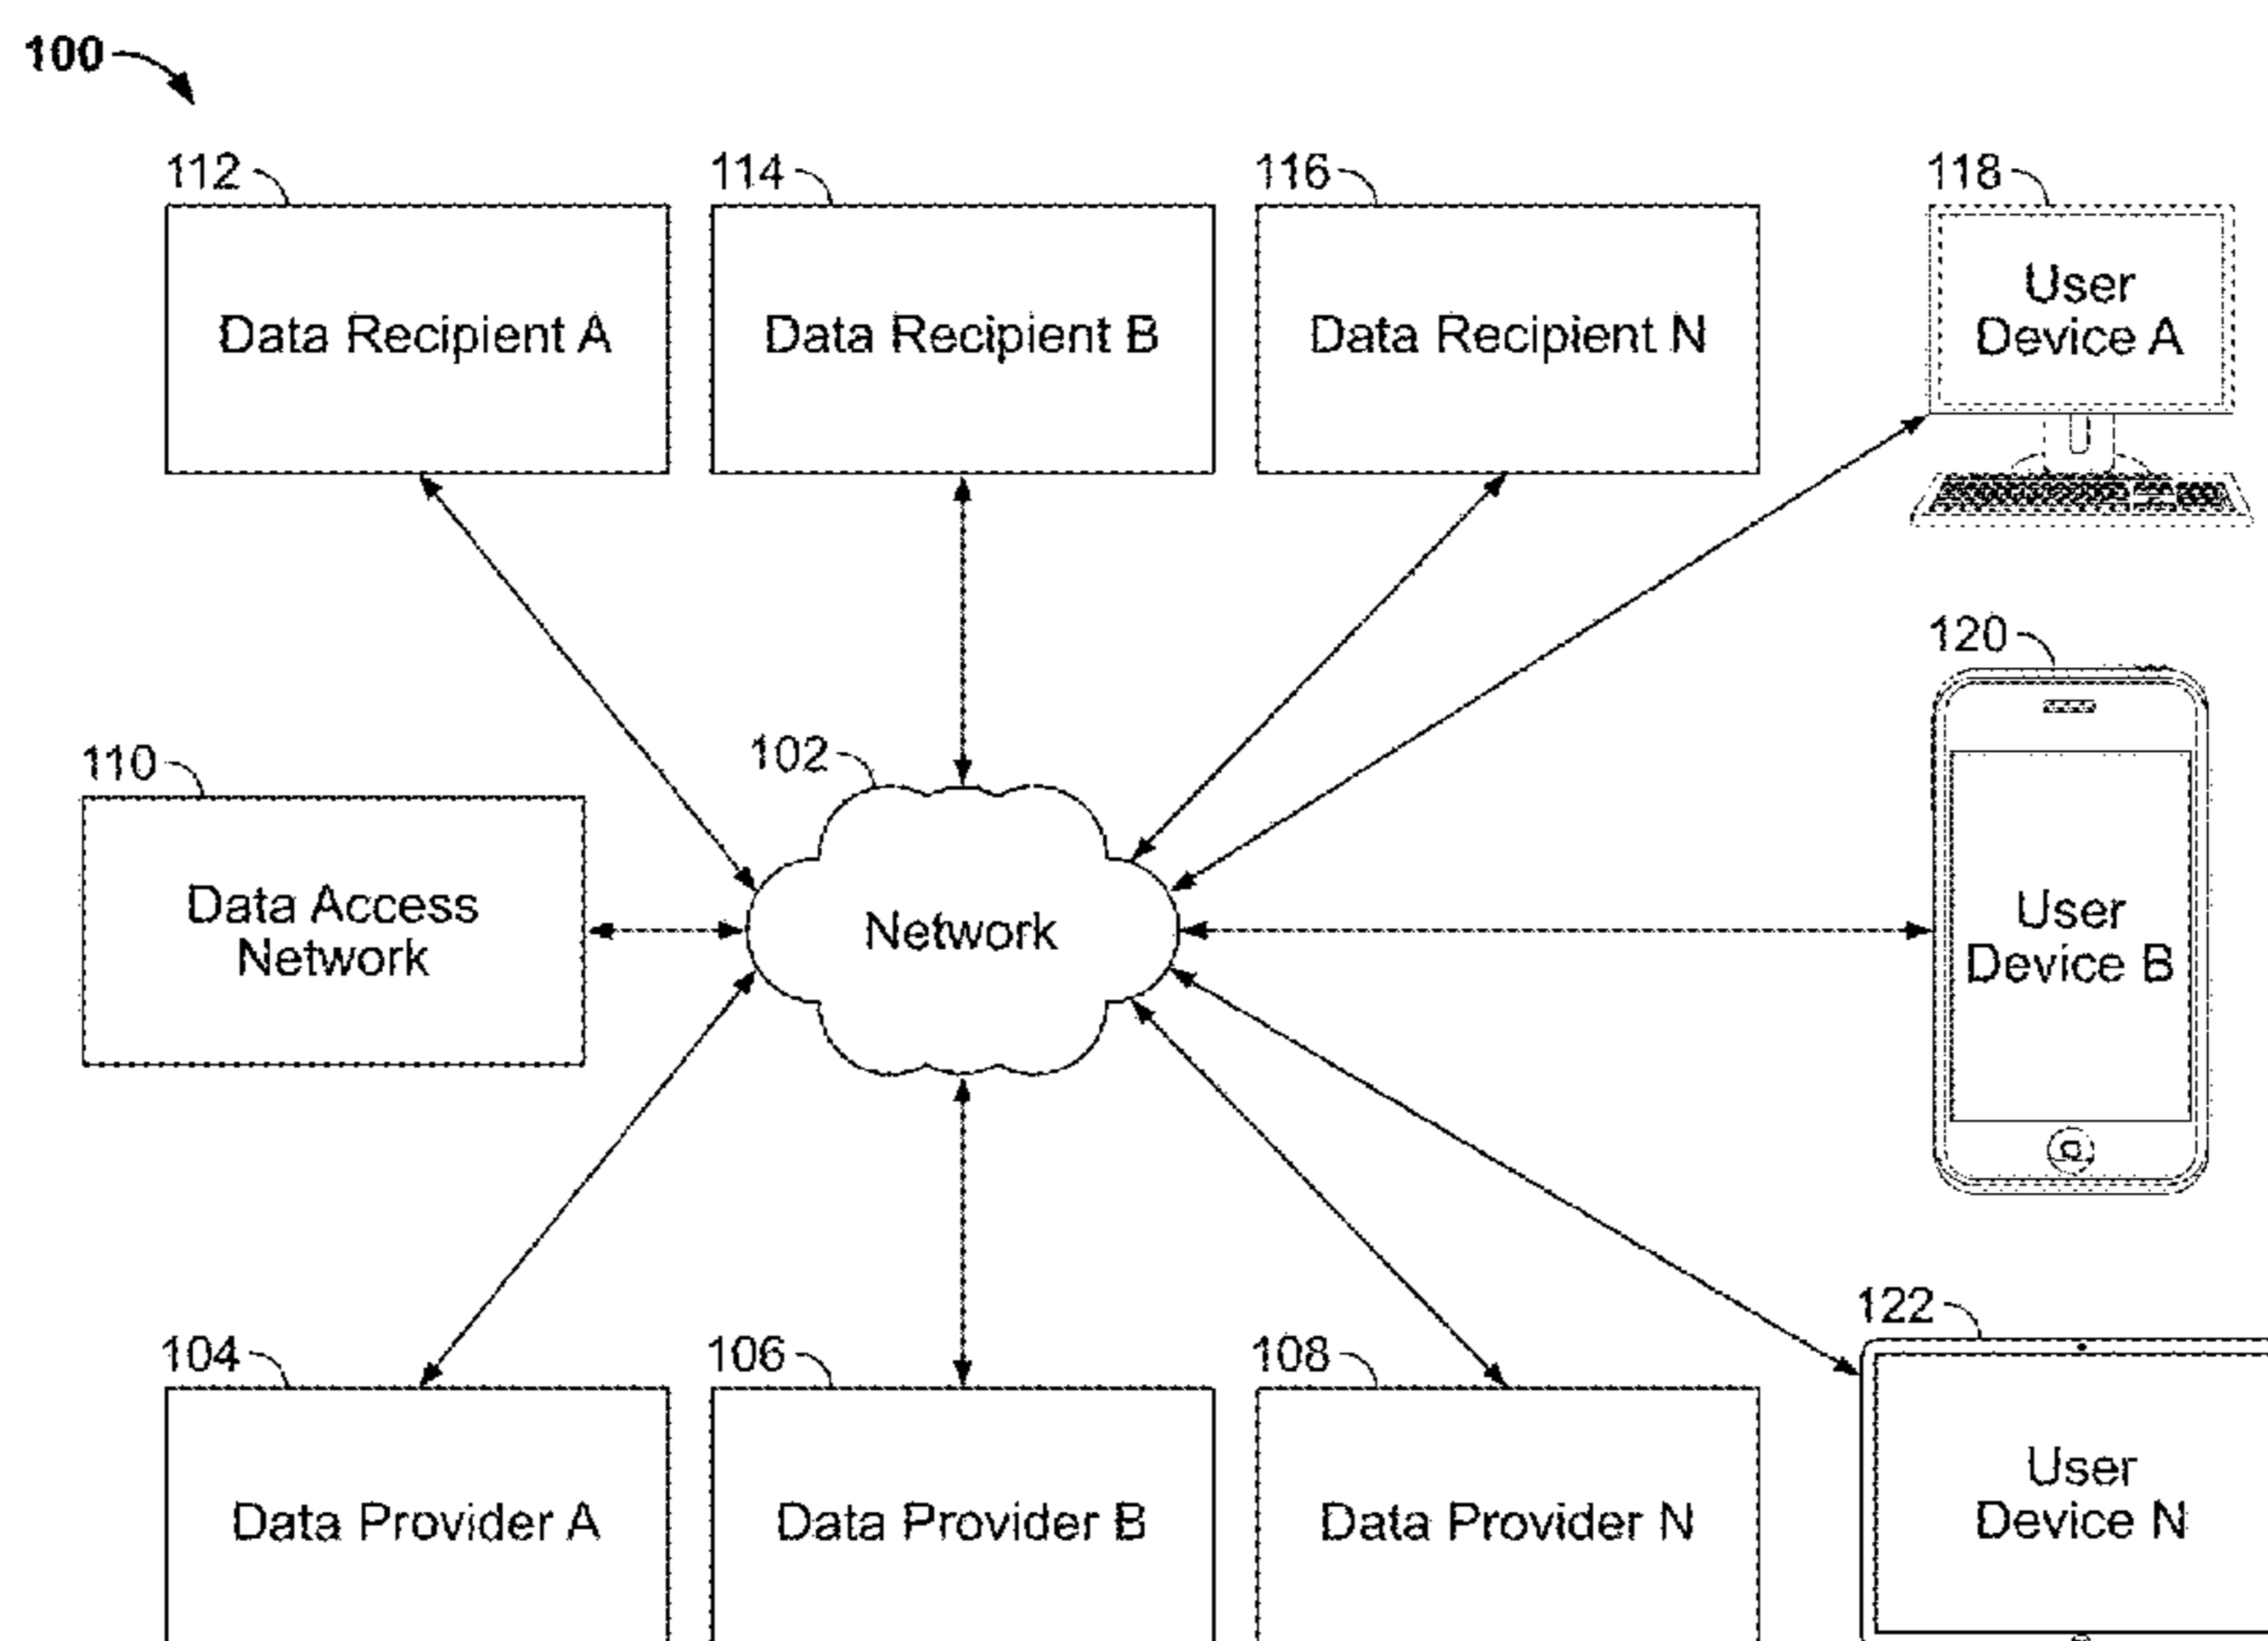 100
112
114
116
118
Data Recipient A
Data Recipient B
Data Recipient N
User
Device A
120
110
102
Data Access
Network
Network
User
Device B
104
106
108
122
Data Provider A
Data Provider B
Data Provider N
User
Device N